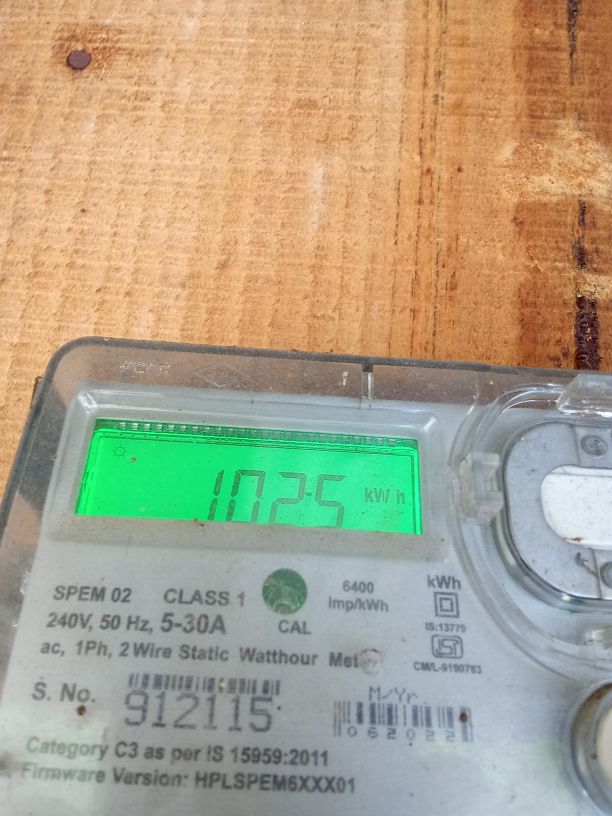 1025 kWh
SPEM 02 CLASS 1 6400 imp/kWh kWh
240V, 50 Hz, 5-30A CAL IS:13779
ac, 1Ph, 2 Wire Static Watthour Meter CM/L-9190783
S. No. 912115 M/Yr 062022
Category C3 as per IS 15959:2011
Firmware Version: HPLSPEM6XXX01